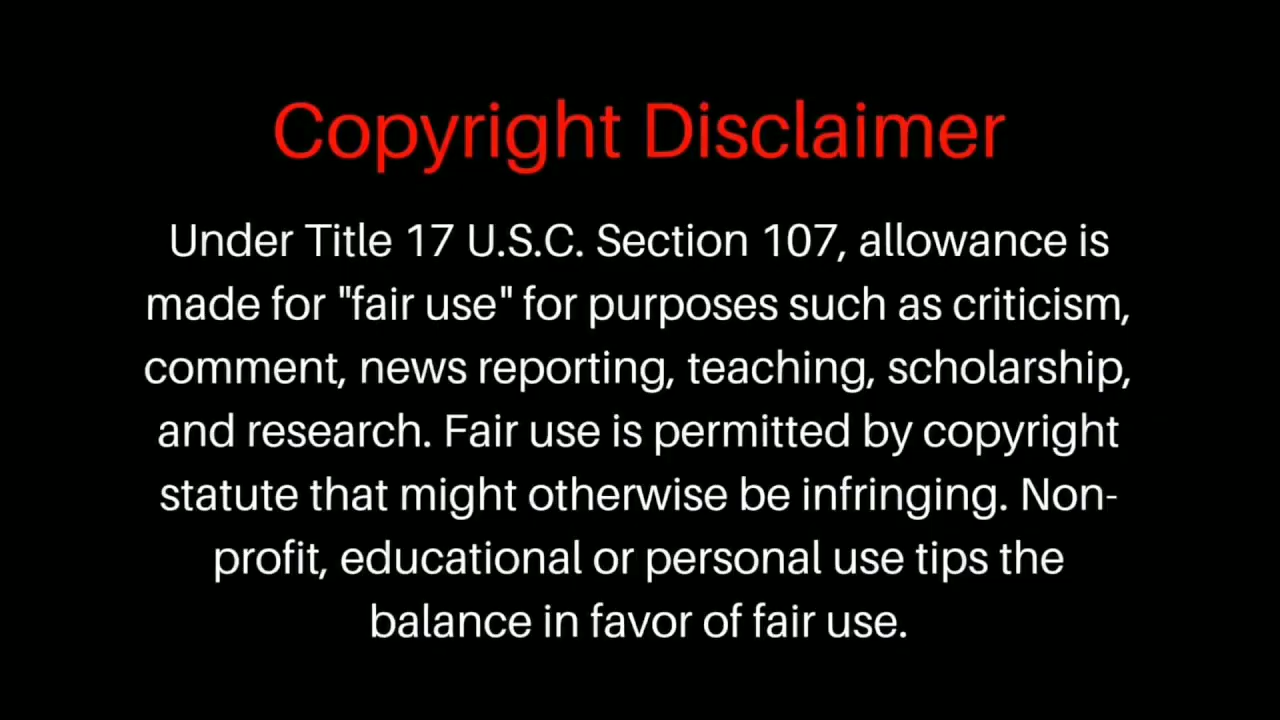 Copyright Disclaimer
Under Title 17 U.S.C. Section 107, allowance is
made for "fair use" for purposes such as criticism,
comment, news reporting, teaching, scholarship,
and research. Fair use is permitted by copyright
statute that might otherwise be infringing. Non-
profit, educational or personal use tips the
balance in favor of fair use.